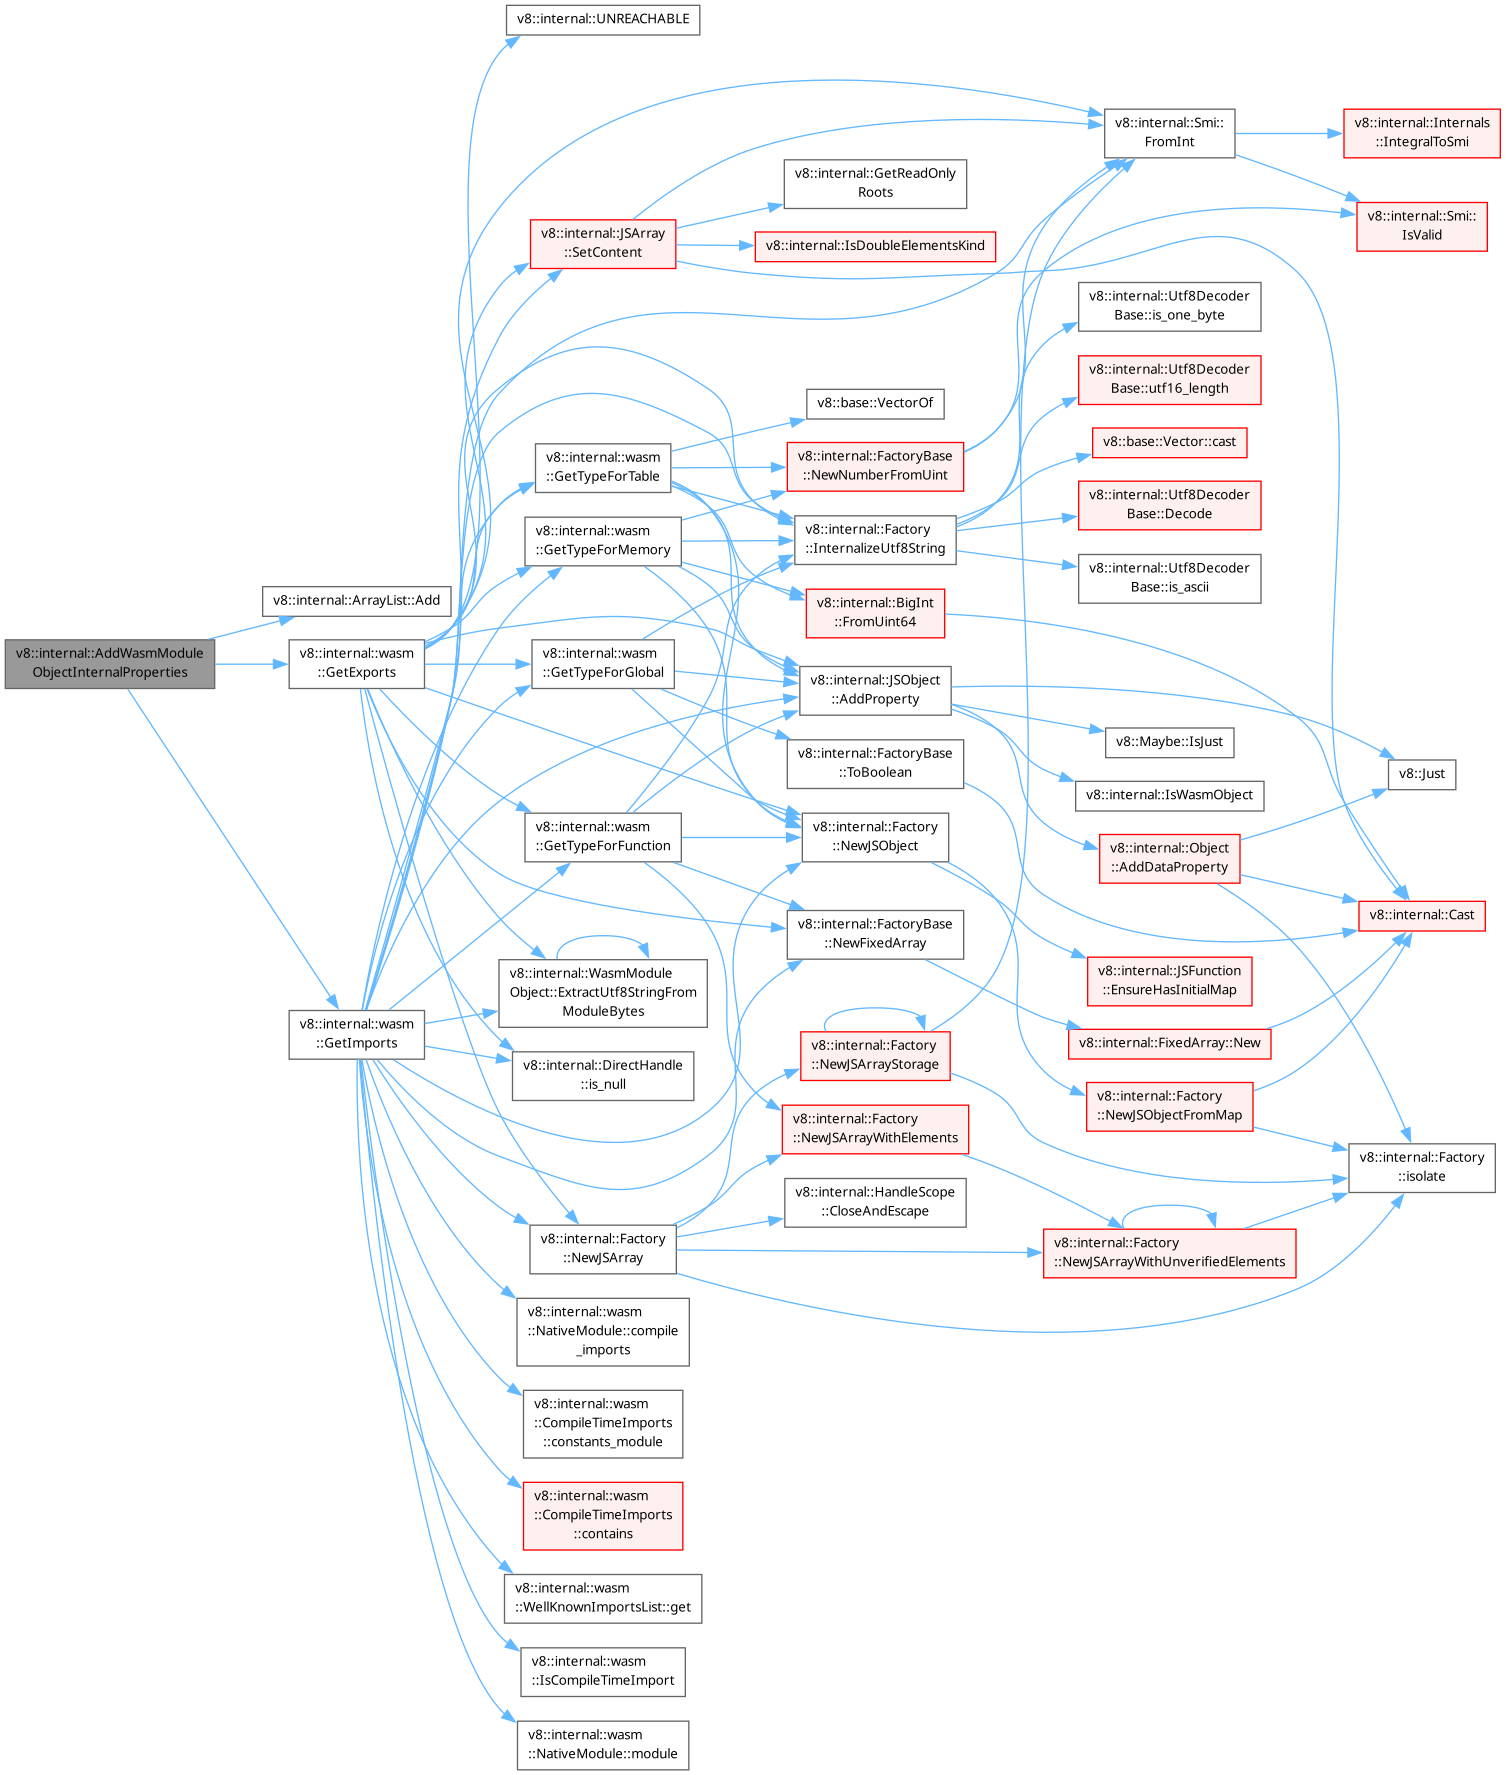 v8::internal::AddWasmModule
ObjectInternalProperties
v8::internal::ArrayList::Add
v8::internal::wasm
::GetExports
v8::internal::wasm
::GetImports
v8::internal::UNREACHABLE
v8::internal::JSArray
::SetContent
v8::internal::wasm
::GetTypeForTable
v8::internal::wasm
::GetTypeForMemory
v8::internal::wasm
::GetTypeForGlobal
v8::internal::wasm
::GetTypeForFunction
v8::internal::WasmModule
Object::ExtractUtf8StringFrom
ModuleBytes
v8::internal::DirectHandle
::is_null
v8::internal::Factory
::NewJSArray
v8::internal::wasm
::NativeModule::compile
_imports
v8::internal::wasm
::CompileTimeImports
::constants_module
v8::internal::wasm
::CompileTimeImports
::contains
v8::internal::wasm
::WellKnownImportsList::get
v8::internal::wasm
::IsCompileTimeImport
v8::internal::wasm
::NativeModule::module
v8::internal::GetReadOnly
Roots
v8::internal::IsDoubleElementsKind
v8::base::VectorOf
v8::internal::FactoryBase
::NewNumberFromUint
v8::internal::Factory
::InternalizeUtf8String
v8::internal::BigInt
::FromUint64
v8::internal::JSObject
::AddProperty
v8::internal::FactoryBase
::ToBoolean
v8::internal::Factory
::NewJSObject
v8::internal::FactoryBase
::NewFixedArray
v8::internal::Factory
::NewJSArrayStorage
v8::internal::Factory
::NewJSArrayWithElements
v8::internal::HandleScope
::CloseAndEscape
v8::internal::Smi::
FromInt
v8::internal::Utf8Decoder
Base::is_one_byte
v8::internal::Utf8Decoder
Base::utf16_length
v8::base::Vector::cast
v8::internal::Utf8Decoder
Base::Decode
v8::internal::Utf8Decoder
Base::is_ascii
v8::Maybe::IsJust
v8::internal::IsWasmObject
v8::internal::Object
::AddDataProperty
v8::internal::JSFunction
::EnsureHasInitialMap
v8::internal::FixedArray::New
v8::internal::Factory
::NewJSObjectFromMap
v8::internal::Factory
::NewJSArrayWithUnverifiedElements
v8::internal::Internals
::IntegralToSmi
v8::internal::Smi::
IsValid
v8::Just
v8::internal::Cast
v8::internal::Factory
::isolate